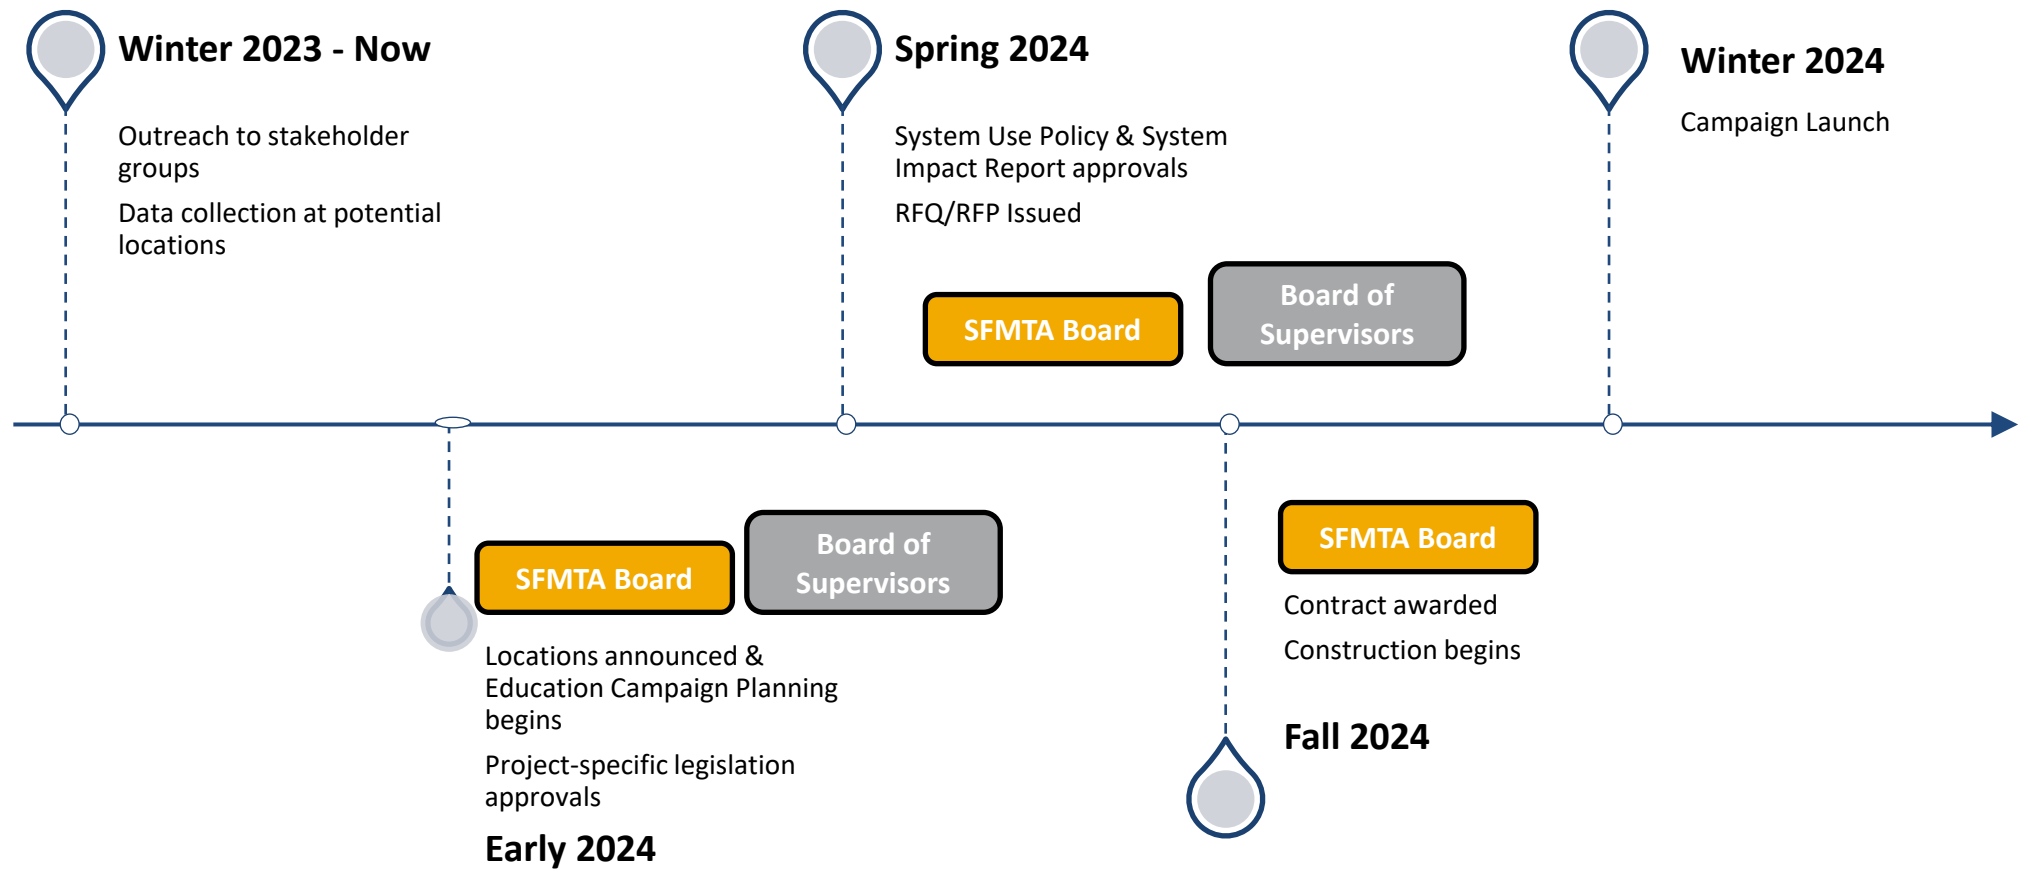 Winter 2023 - Now
Outreach to stakeholder
groups
Data collection at potential
locations
Spring 2024
System Use Policy & System
Impact Report approvals
RFQ/RFP Issued
SFMTA Board
Board of
Supervisors
Winter 2024
Campaign Launch
SFMTA Board
Board of
Supervisors
Locations announced &
Education Campaign Planning
begins
Project-specific legislation
approvals
Early 2024
SFMTA Board
Contract awarded
Construction begins
Fall 2024